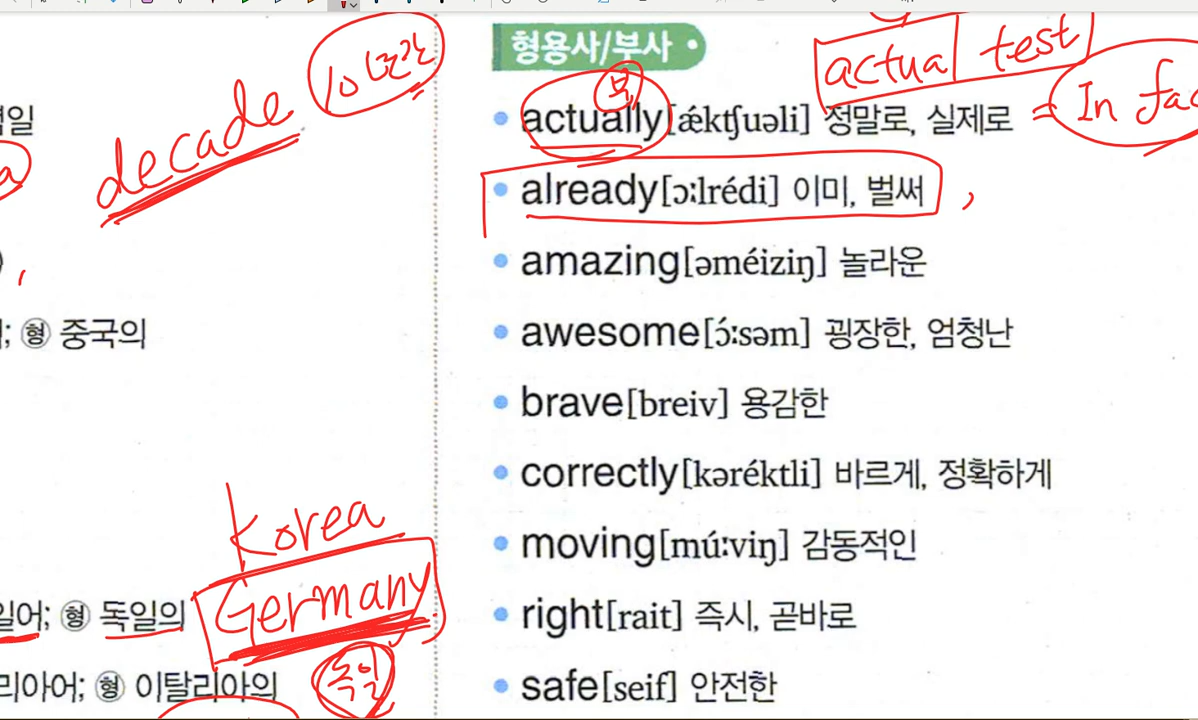 decade
10년간
념일
형; 형 중국의
Korea
Germany
일어; 형 독일의
독일
리아어; 형 이탈리아의
형용사/부사
actual test
부
actually[ǽktʃuəli] 정말로, 실제로 = In fac
already[ɔːlrédi] 이미, 벌써 ,
amazing[əméiziŋ] 놀라운
awesome[ɔ́ːsəm] 굉장한, 엄청난
brave[breiv] 용감한
correctly[kəréktli] 바르게, 정확하게
moving[múːviŋ] 감동적인
right[rait] 즉시, 곧바로
safe[seif] 안전한